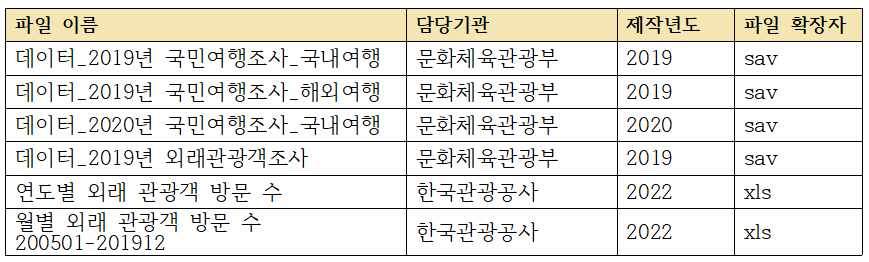 파일 이름 담당기관 제작년도 파일 확장자
데이터_2019년 국민여행조사_국내여행 문화체육관광부 2019 sav
데이터_2019년 국민여행조사_해외여행 문화체육관광부 2019 sav
데이터_2020년 국민여행조사_국내여행 문화체육관광부 2020 sav
데이터_2019년 외래관광객조사 문화체육관광부 2019 sav
연도별 외래 관광객 방문 수 한국관광공사 2022 xls
월별 외래 관광객 방문 수
200501-201912 한국관광공사 2022 xls